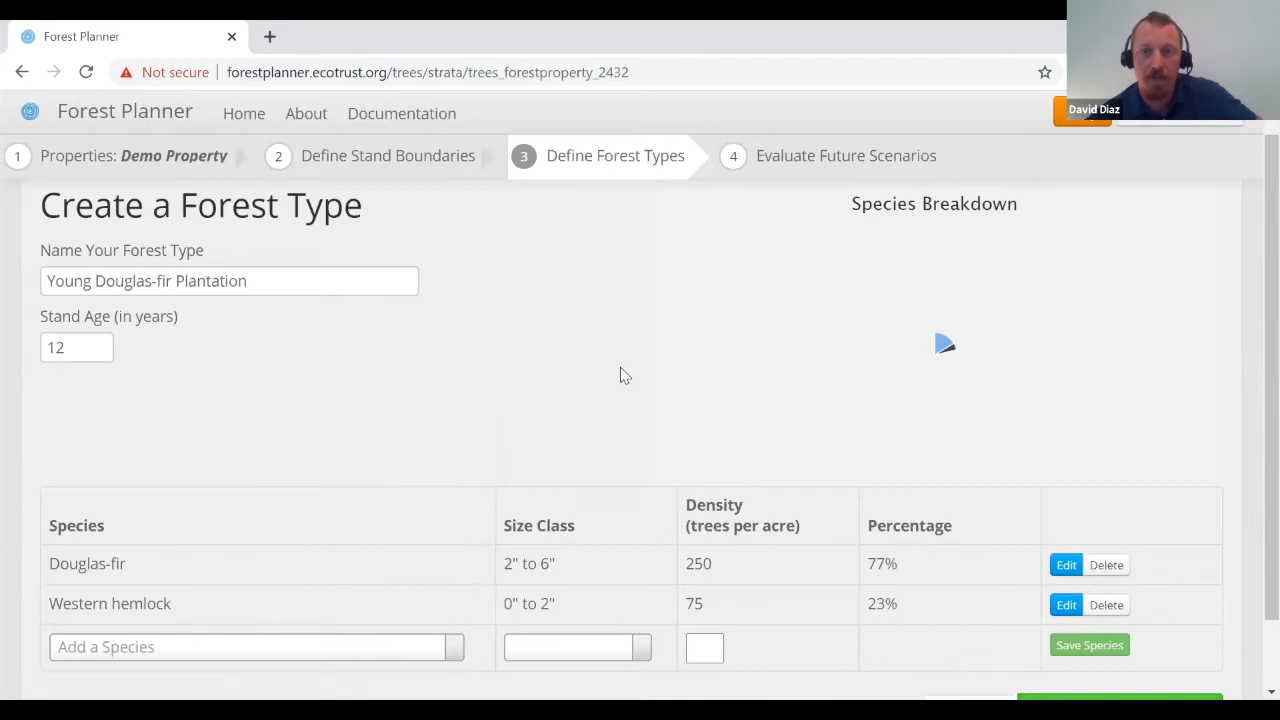 Forest Planner
Not secure forestplanner.ecotrust.org/trees/strata/trees_forestproperty_2432
David Diaz
Forest Planner Home About Documentation
1 Properties: Demo Property 2 Define Stand Boundaries 3 Define Forest Types 4 Evaluate Future Scenarios
Create a Forest Type
Species Breakdown
Name Your Forest Type
Young Douglas-fir Plantation
Stand Age (in years)
12
Species Size Class Density (trees per acre) Percentage
Douglas-fir 2" to 6" 250 77% Edit Delete
Western hemlock 0" to 2" 75 23% Edit Delete
Add a Species Save Species